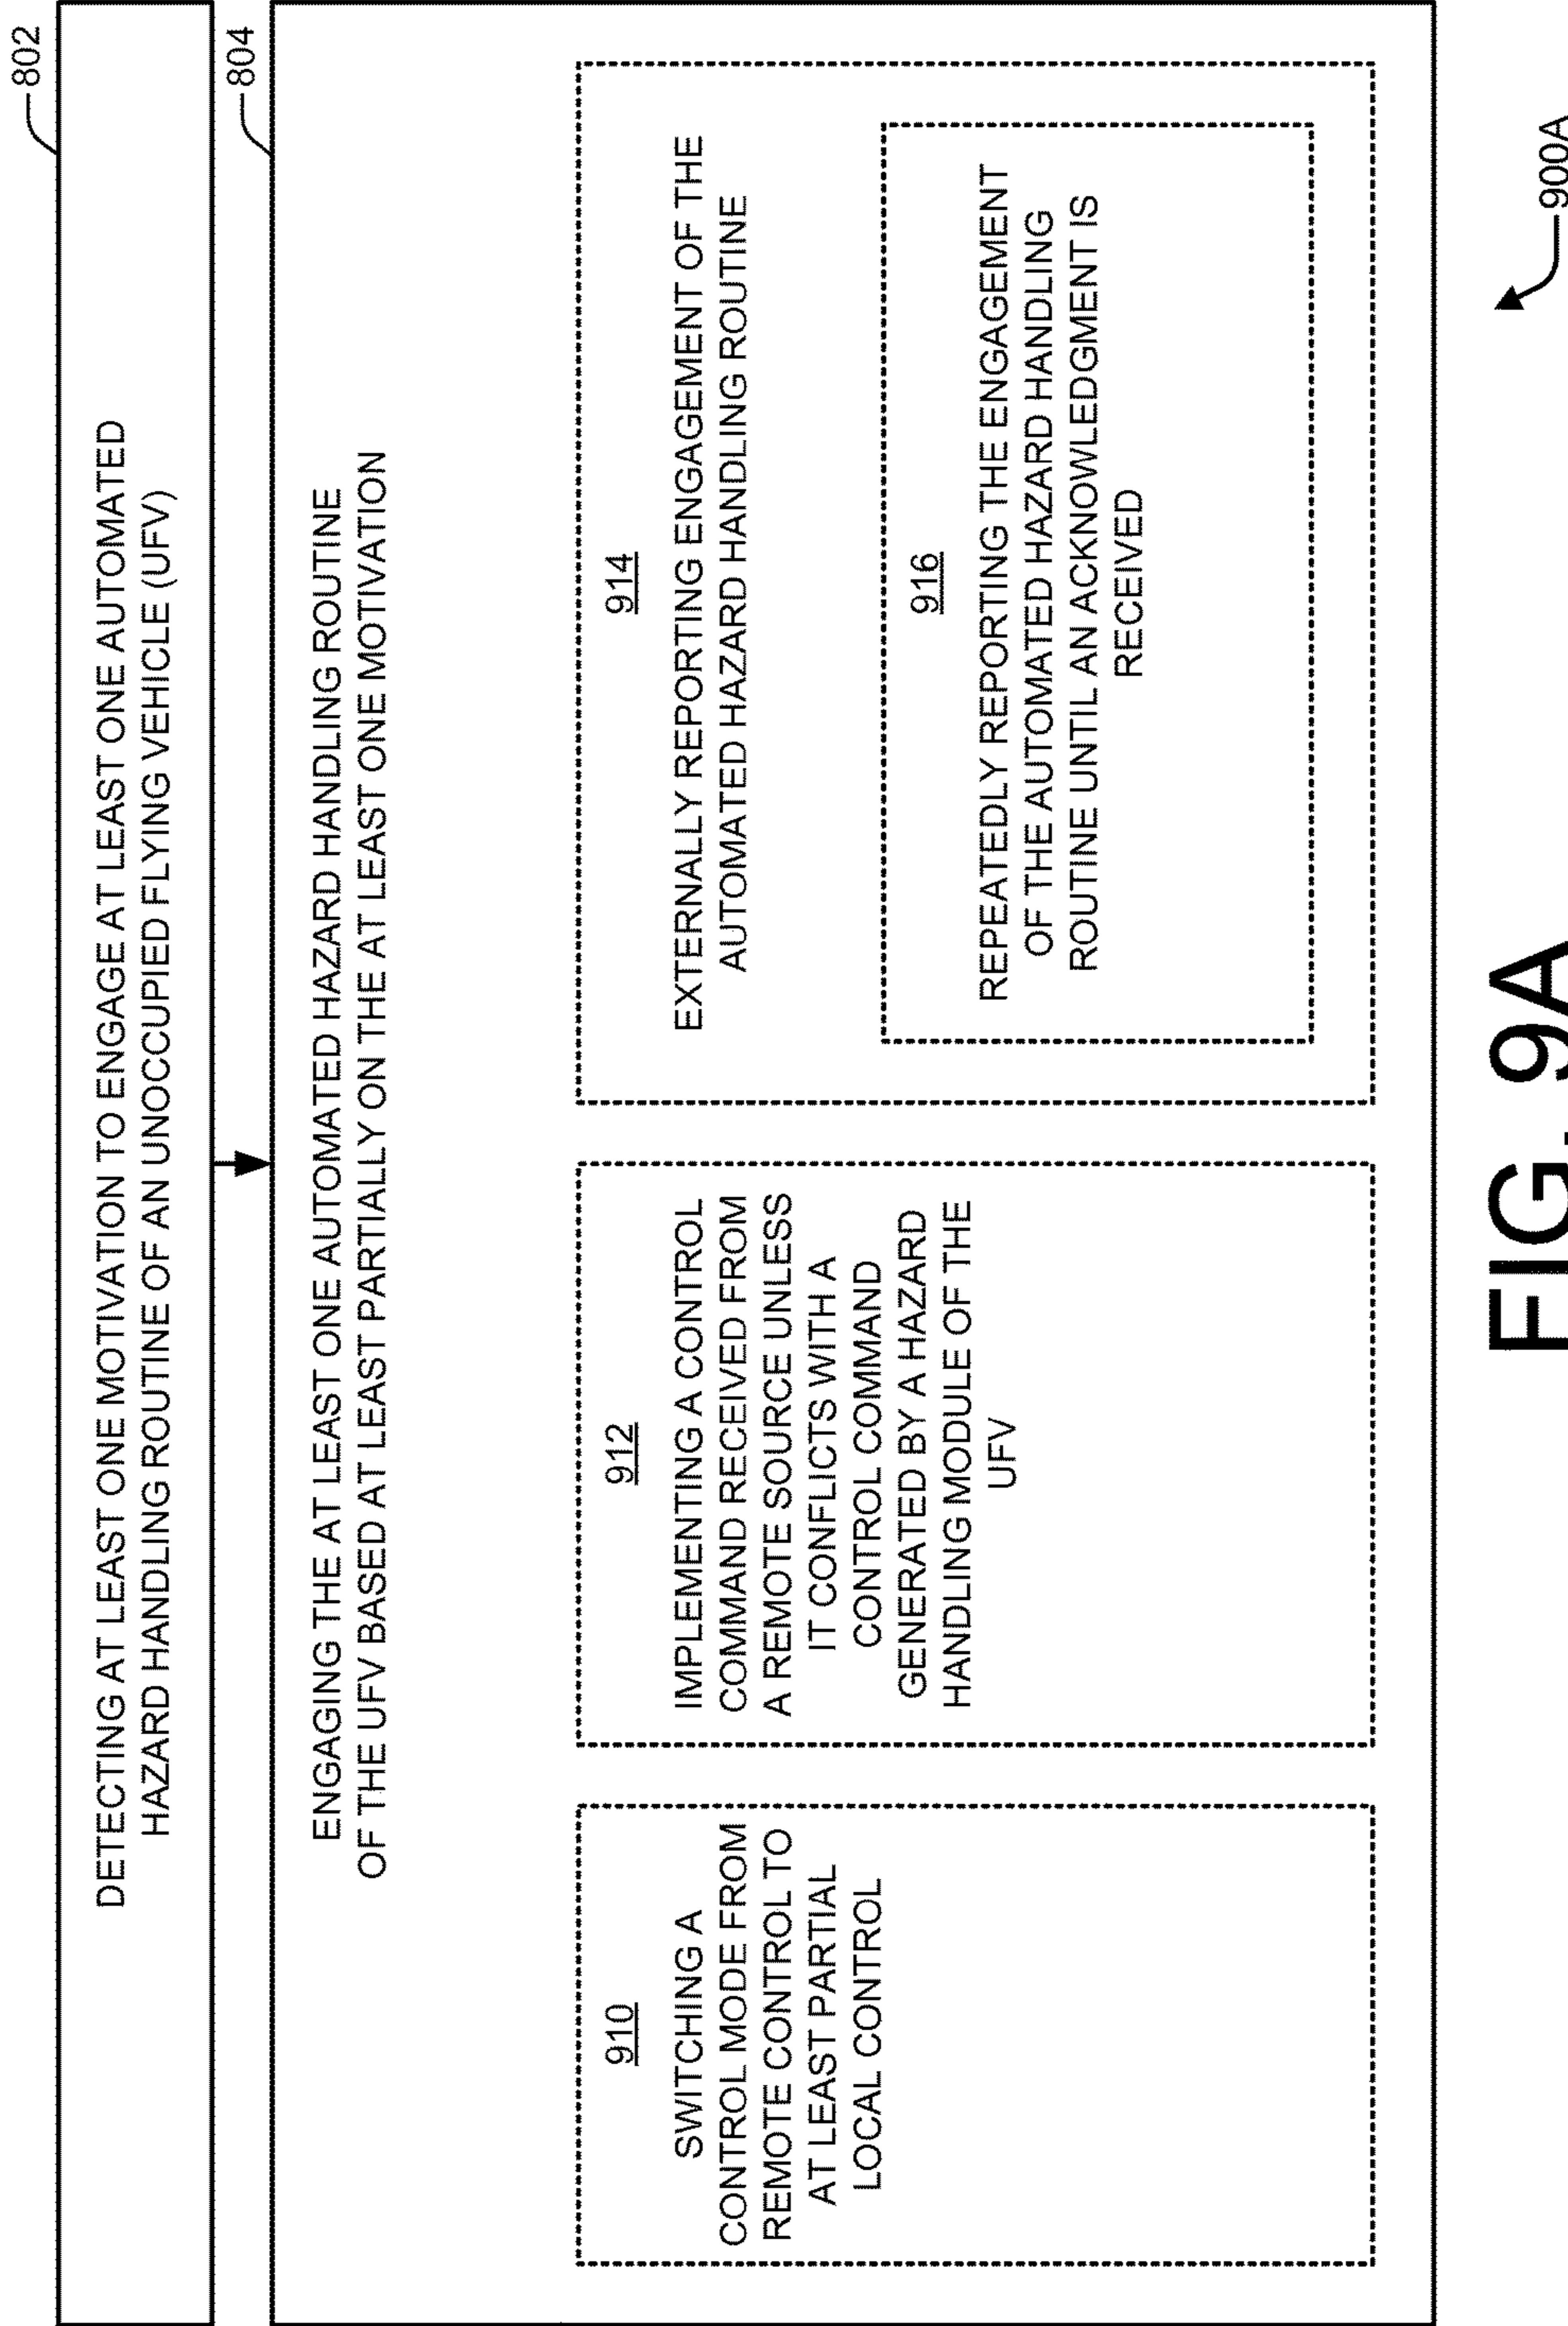 802
DETECTING AT LEAST ONE MOTIVATION TO ENGAGE AT LEAST ONE AUTOMATED
HAZARD HANDLING ROUTINE OF AN UNOCCUPIED FLYING VEHICLE (UFV)
804
ENGAGING THE AT LEAST ONE AUTOMATED HAZARD HANDLING ROUTINE
OF THE UFV BASED AT LEAST PARTIALLY ON THE AT LEAST ONE MOTIVATION
910
SWITCHING A
CONTROL MODE FROM
REMOTE CONTROL TO
AT LEAST PARTIAL
LOCAL CONTROL
912
IMPLEMENTING A CONTROL
COMMAND RECEIVED FROM
A REMOTE SOURCE UNLESS
IT CONFLICTS WITH A
CONTROL COMMAND
GENERATED BY A HAZARD
HANDLING MODULE OF THE
UFV
914
EXTERNALLY REPORTING ENGAGEMENT OF THE
AUTOMATED HAZARD HANDLING ROUTINE
916
REPEATEDLY REPORTING THE ENGAGEMENT
OF THE AUTOMATED HAZARD HANDLING
ROUTINE UNTIL AN ACKNOWLEDGMENT IS
RECEIVED
900A
FIG. 9A